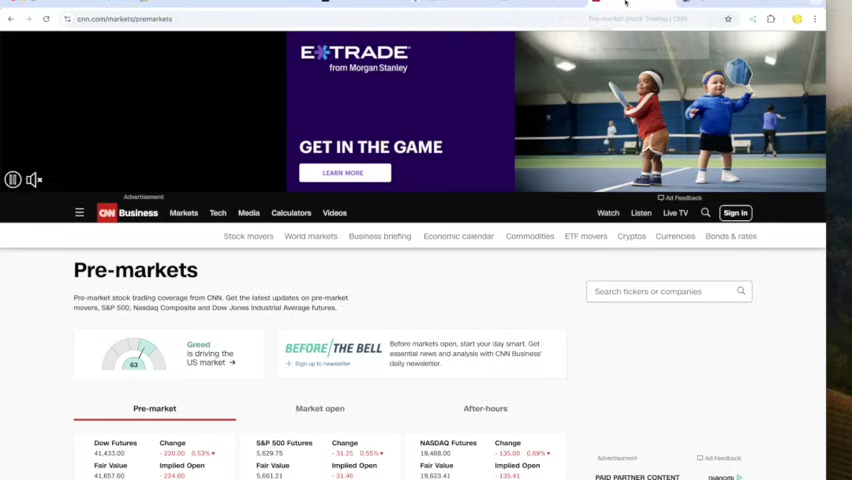 cnn.com/markets/premarkets
Pre-market Stock Trading | CNN
E*TRADE®
from Morgan Stanley
GET IN THE GAME
LEARN MORE
Advertisement
Ad Feedback
CNN Business
Markets
Tech
Media
Calculators
Videos
Watch
Listen
Live TV
Sign in
Stock movers
World markets
Business briefing
Economic calendar
Commodities
ETF movers
Cryptos
Currencies
Bonds & rates
Pre-markets
Search tickers or companies
Pre-market stock trading coverage from CNN. Get the latest updates on pre-market
movers, S&P 500, Nasdaq Composite and Dow Jones Industrial Average futures.
63
Greed
is driving the
US market →
BEFORE/THE BELL
+ Sign up to newsletter
Before markets open, start your day smart. Get
essential news and analysis with CNN Business'
daily newsletter.
Pre-market
Market open
After-hours
Dow Futures
Change
41,433.00
- 220.00 0.53%▼
Fair Value
Implied Open
41,657.60
- 224.60
S&P 500 Futures
Change
5,629.75
- 31.25 0.55%▼
Fair Value
Implied Open
5,661.21
- 31.46
NASDAQ Futures
Change
19,488.00
- 135.00 0.69%▼
Fair Value
Implied Open
19,623.41
- 135.41
Advertisement
Ad Feedback
PAID PARTNER CONTENT